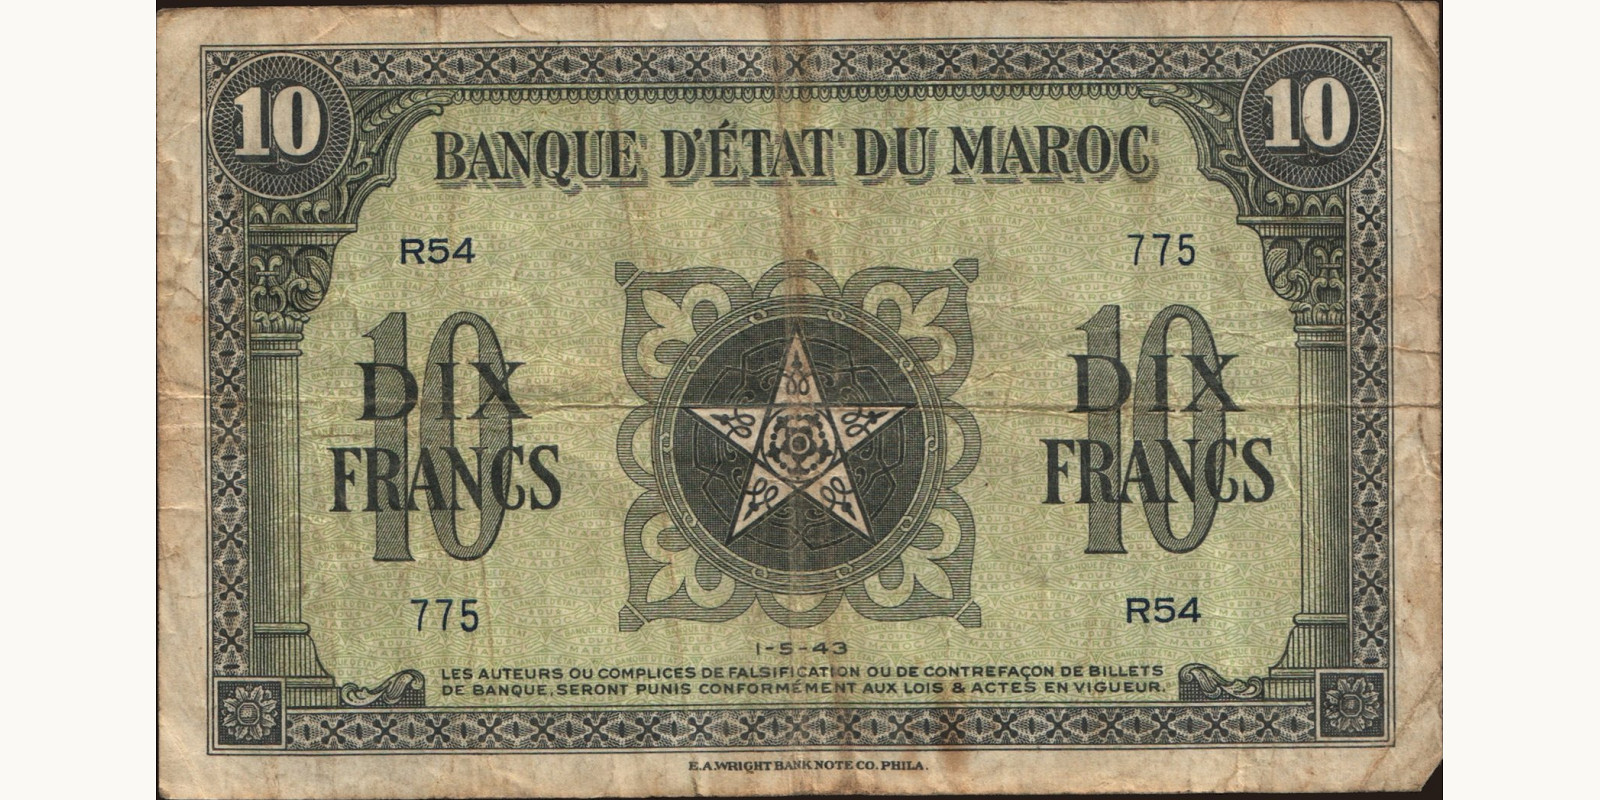 10 10
BANQUE D'ÉTAT DU MAROC
R54 775
10 10
DIX DIX
FRANCS FRANCS
775 R54
1-5-43
LES AUTEURS OU COMPLICES DE FALSIFICATION OU DE CONTREFAÇON DE BILLETS
DE BANQUE, SERONT PUNIS CONFORMÉMENT AUX LOIS & ACTES EN VIGUEUR.
E.A.WRIGHT BANK NOTE CO. PHILA.